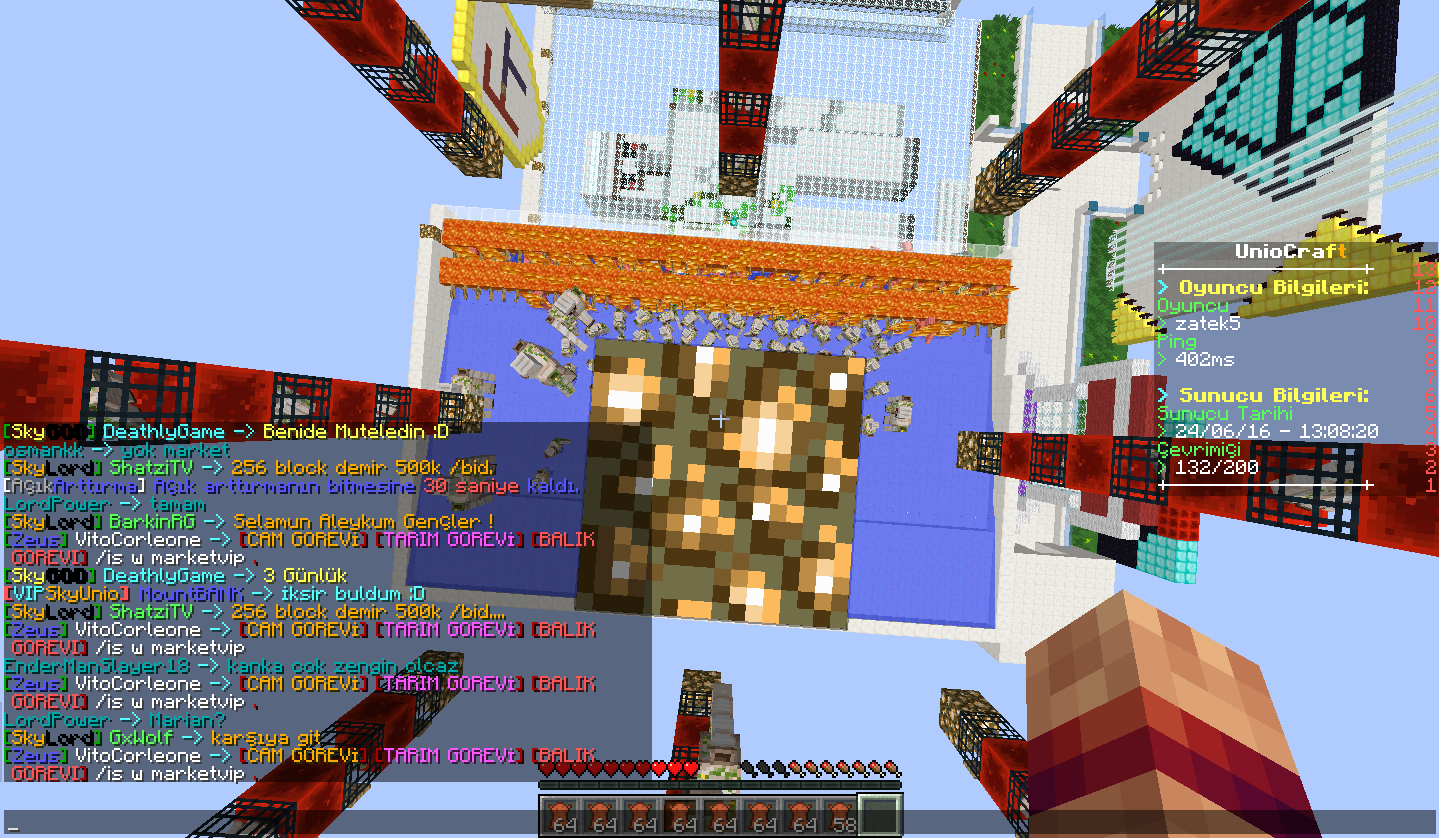 [Sky] DeathlyGame -> Benide Muteledin :D
osmankk -> yok market
[SkyLord] ShatziTV -> 256 block demir 500k /bid,
[AçıkArttırma] Açık arttırmanın bitmesine 30 saniye kaldı.
LordPower -> tamam
[SkyLord] BarkinRG -> Selamun Aleykum Gençler !
[Zeus] VitoCorleone -> [CAM GOREVi] [TARIM GOREVi] [BALIK
GOREVI] /is w marketvip .
[Sky] DeathlyGame -> 3 Günlük
[VIPSkyUnio] MountBANK -> iksir buldum :D
[SkyLord] ShatziTV -> 256 block demir 500k /bid....
[Zeus] VitoCorleone -> [CAM GOREVi] [TARIM GOREVi] [BALIK
GOREVI] /is w marketvip .
EnderManSlayer18 -> kanka cok zengin olcaz
[Zeus] VitoCorleone -> [CAM GOREVi] [TARIM GOREVi] [BALIK
GOREVI] /is w marketvip .
LordPower -> Marian?
[SkyLord] GxWolf -> karşıya git
[Zeus] VitoCorleone -> [CAM GOREVi] [TARIM GOREVi] [BALIK
GOREVI] /is w marketvip .
_
UnioCraft
13
> Oyuncu Bilgileri: 12
Oyuncu 11
> zatek5 10
Ping 9
> 402ms 8
7
> Sunucu Bilgileri: 6
Sunucu Tarihi 5
> 24/06/16 - 13:08:20 4
Çevrimiçi 3
> 132/200 2
1
64 64 64 64 64 64 64 58